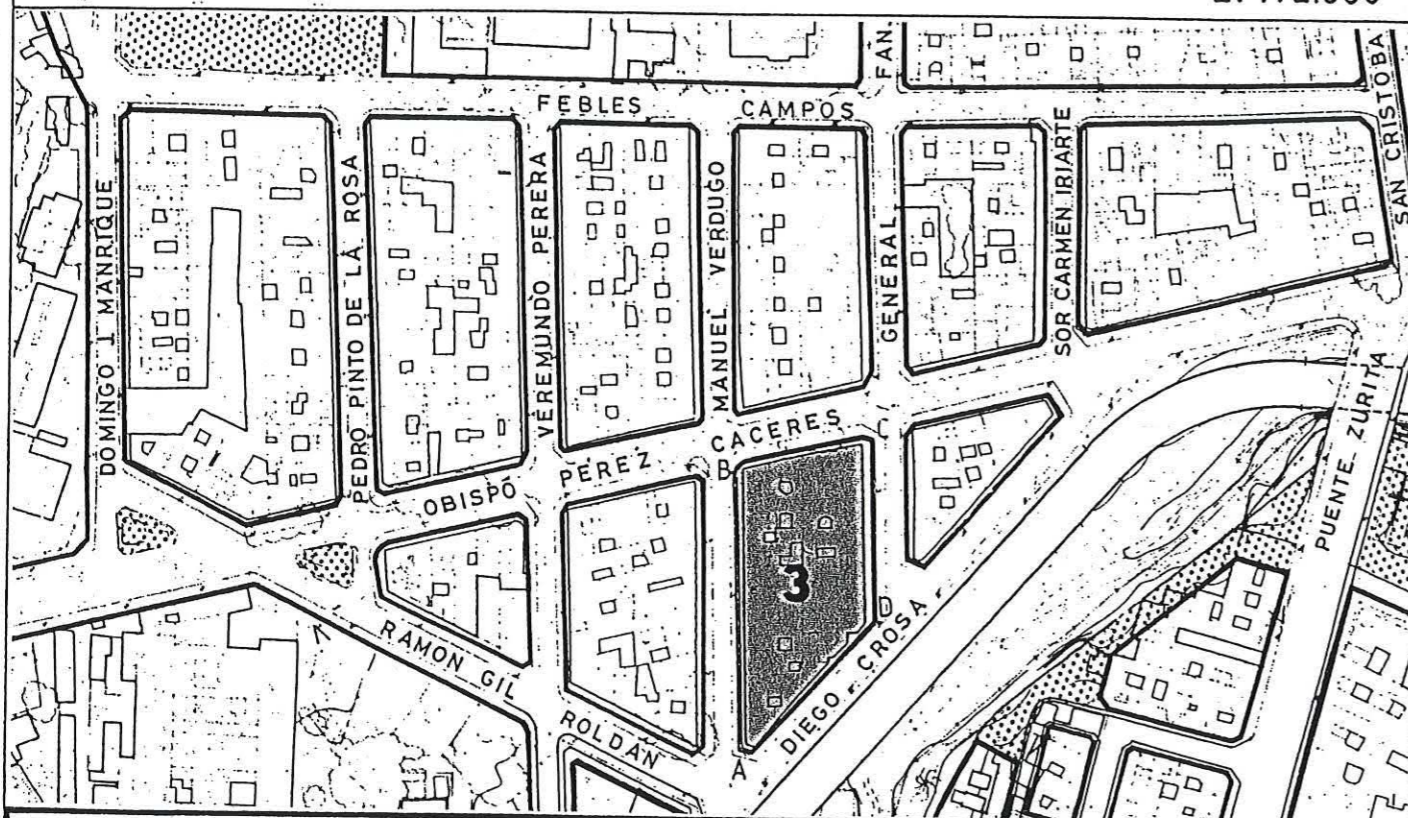 FAN.
SAN CRISTOBA
FEBLES CAMPOS
DOMINGO J MANRIQUE
PEDRO PINTO DE LA ROSA
VEREMUNDO PERERA
MANUEL VERDUGO
GENERAL
SOR CARMEN IRIARTE
OBISPO PEREZ CACERES
B
C
3
D
A
PUENTE ZURITA
DIEGO CROSA
RAMON GIL
ROLDAN